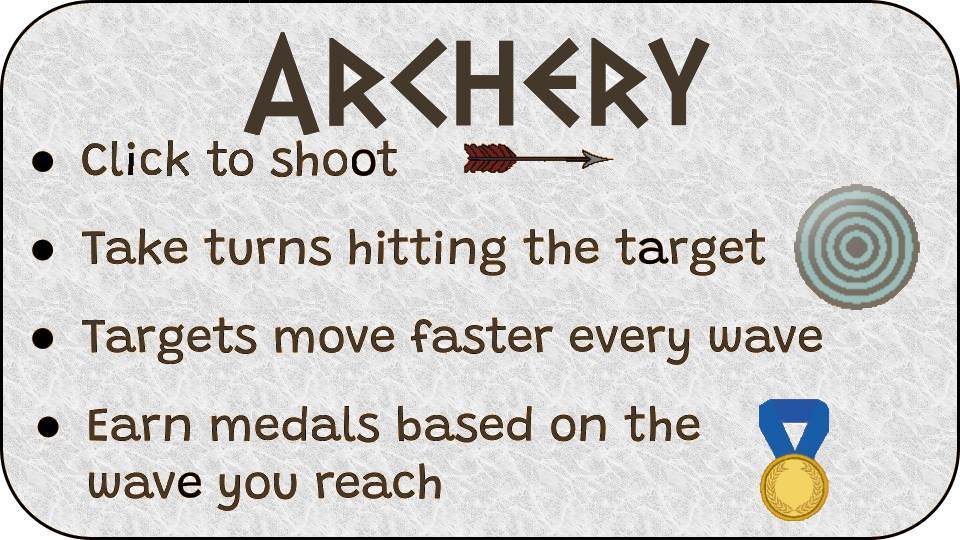 ARCHERY
• Click to shoot
• Take turns hitting the target
• Targets move faster every wave
• Earn medals based on the
wave you reach